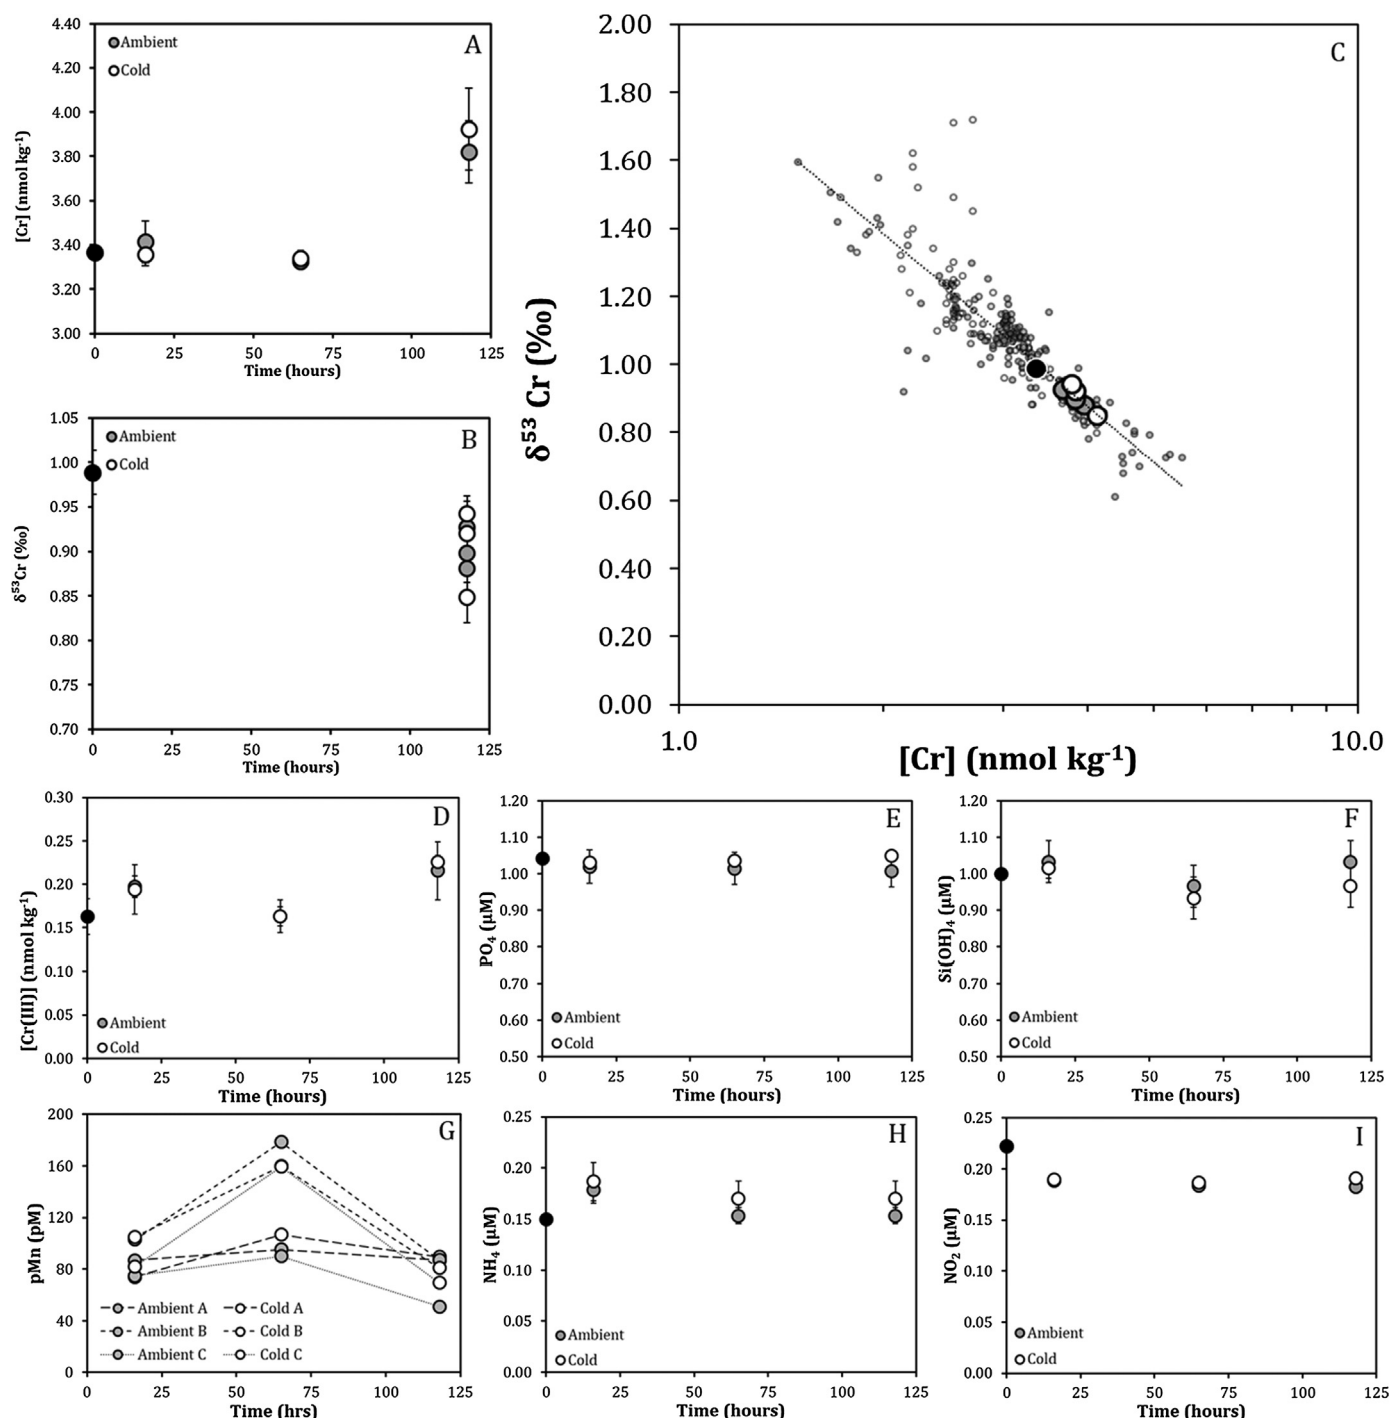 A
4.40
4.20
4.00
3.80
3.60
3.40
3.20
3.00
[Cr] (nmol kg⁻¹)
Ambient
Cold
0 25 50 75 100 125
Time (hours)
B
1.05
1.00
0.95
0.90
0.85
0.80
0.75
0.70
δ⁵³Cr (‰)
Ambient
Cold
0 25 50 75 100 125
Time (hours)
C
2.00
1.80
1.60
1.40
1.20
1.00
0.80
0.60
0.40
0.20
0.00
δ⁵³ Cr (‰)
1.0 10.0
[Cr] (nmol kg⁻¹)
D
0.30
0.25
0.20
0.15
0.10
0.05
0.00
[Cr(III)] (nmol kg⁻¹)
Ambient
Cold
0 25 50 75 100 125
Time (hours)
E
1.20
1.10
1.00
0.90
0.80
0.70
0.60
0.50
PO₄ (μM)
Ambient
Cold
0 25 50 75 100 125
Time (hours)
F
1.20
1.10
1.00
0.90
0.80
0.70
0.60
0.50
Si(OH)₄ (μM)
Ambient
Cold
0 25 50 75 100 125
Time (hours)
G
200
160
120
80
40
0
pMn (pM)
Ambient A Cold A
Ambient B Cold B
Ambient C Cold C
0 25 50 75 100 125
Time (hrs)
H
0.25
0.20
0.15
0.10
0.05
0.00
NH₄ (μM)
Ambient
Cold
0 25 50 75 100 125
Time (hours)
I
0.25
0.20
0.15
0.10
0.05
0.00
NO₂ (μM)
Ambient
Cold
0 25 50 75 100 125
Time (hours)